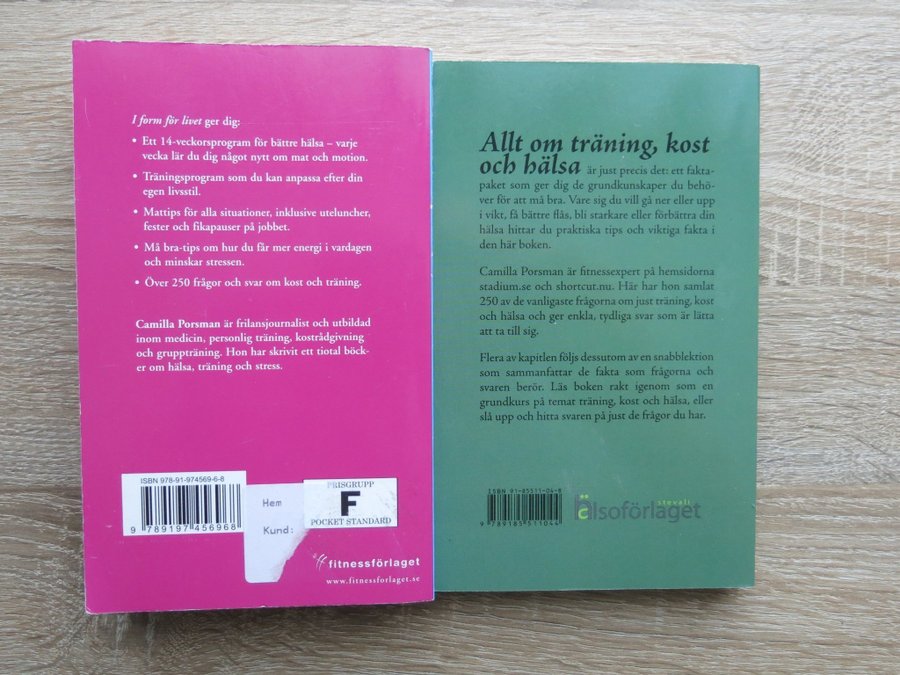 I form för livet ger dig:
• Ett 14-veckorsprogram för bättre hälsa – varje
vecka lär du dig något nytt om mat och motion.
• Träningsprogram som du kan anpassa efter din
egen livsstil.
• Mattips för alla situationer, inklusive uteluncher,
fester och fikapauser på jobbet.
• Må bra-tips om hur du får mer energi i vardagen
och minskar stressen.
• Över 250 frågor och svar om kost och träning.
Camilla Porsman är frilansjournalist och utbildad
inom medicin, personlig träning, kostrådgivning
och gruppträning. Hon har skrivit ett tiotal böck-
er om hälsa, träning och stress.
ISBN 978-91-974569-6-8
9 789197 456968
Hem
Kund:
PRISGRUPP
F
POCKET STANDARD
fitnessförlaget
www.fitnessforlaget.se
Allt om träning, kost
och hälsa är just precis det: ett fakta-
paket som ger dig de grundkunskaper du behö-
ver för att må bra. Vare sig du vill gå ner eller upp
i vikt, få bättre flås, bli starkare eller förbättra din
hälsa hittar du praktiska tips och viktiga fakta i
den här boken.
Camilla Porsman är fitnessexpert på hemsidorna
stadium.se och shortcut.nu. Här har hon samlat
250 av de vanligaste frågorna om just träning, kost
och hälsa och ger enkla, tydliga svar som är lätta
att ta till sig.
Flera av kapitlen följs dessutom av en snabblektion
som sammanfattar de fakta som frågorna och
svaren berör. Läs boken rakt igenom som en
grundkurs på temat träning, kost och hälsa, eller
slå upp och hitta svaren på just de frågor du har.
ISBN 91-85511-04-8
9 789185 511044
stevali
älsoförlaget